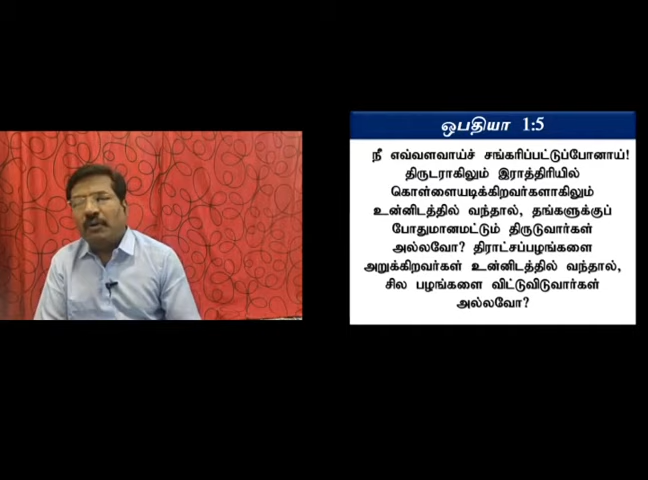 ஒபதியா 1:5
நீ எவ்வளவாய்ச் சங்கரிப்பட்டுப்போனாய்!
திருடராகிலும் இராத்திரியில்
கொள்ளையடிக்கிறவர்களாகிலும்
உன்னிடத்தில் வந்தால், தங்களுக்குப்
போதுமானமட்டும் திருடுவார்கள்
அல்லவோ? திராட்சப்பழங்களை
அறுக்கிறவர்கள் உன்னிடத்தில் வந்தால்,
சில பழங்களை விட்டுவிடுவார்கள்
அல்லவோ?